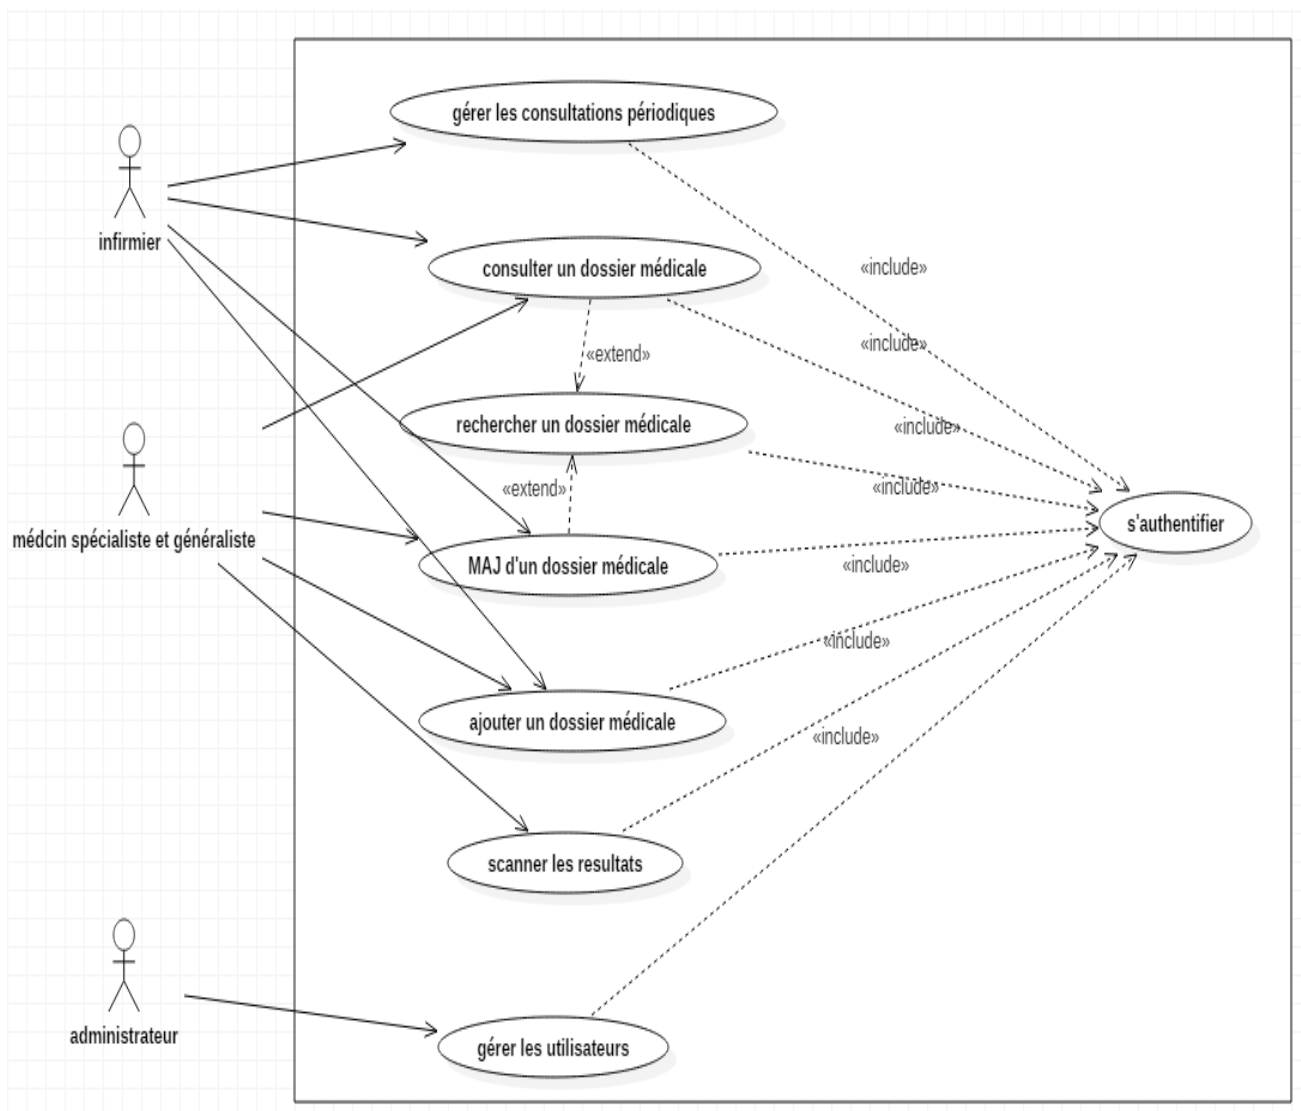 gérer les consultations périodiques
infirmier
consulter un dossier médicale
«include»
«include»
«extend»
rechercher un dossier médicale
«include»
«extend»
«include»
s'authentifier
médcin spécialiste et généraliste
MAJ d'un dossier médicale
«include»
«include»
ajouter un dossier médicale
«include»
scanner les resultats
administrateur
gérer les utilisateurs